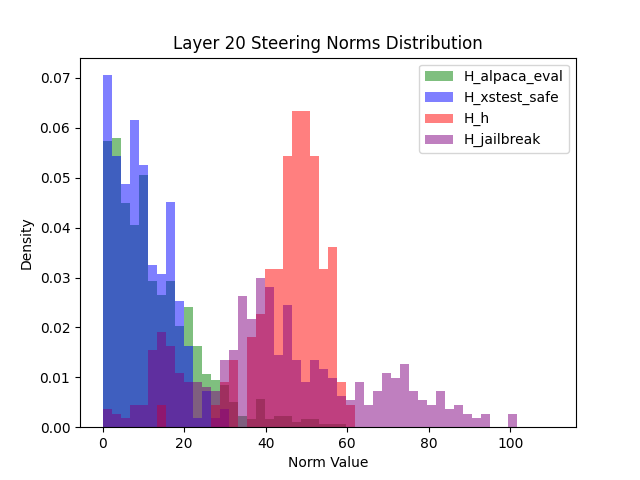 Layer 20 Steering Norms Distribution
H_alpaca_eval
H_xstest_safe
H_h
H_jailbreak
0.07
0.06
0.05
0.04
0.03
0.02
0.01
0.00
Density
0 20 40 60 80 100
Norm Value